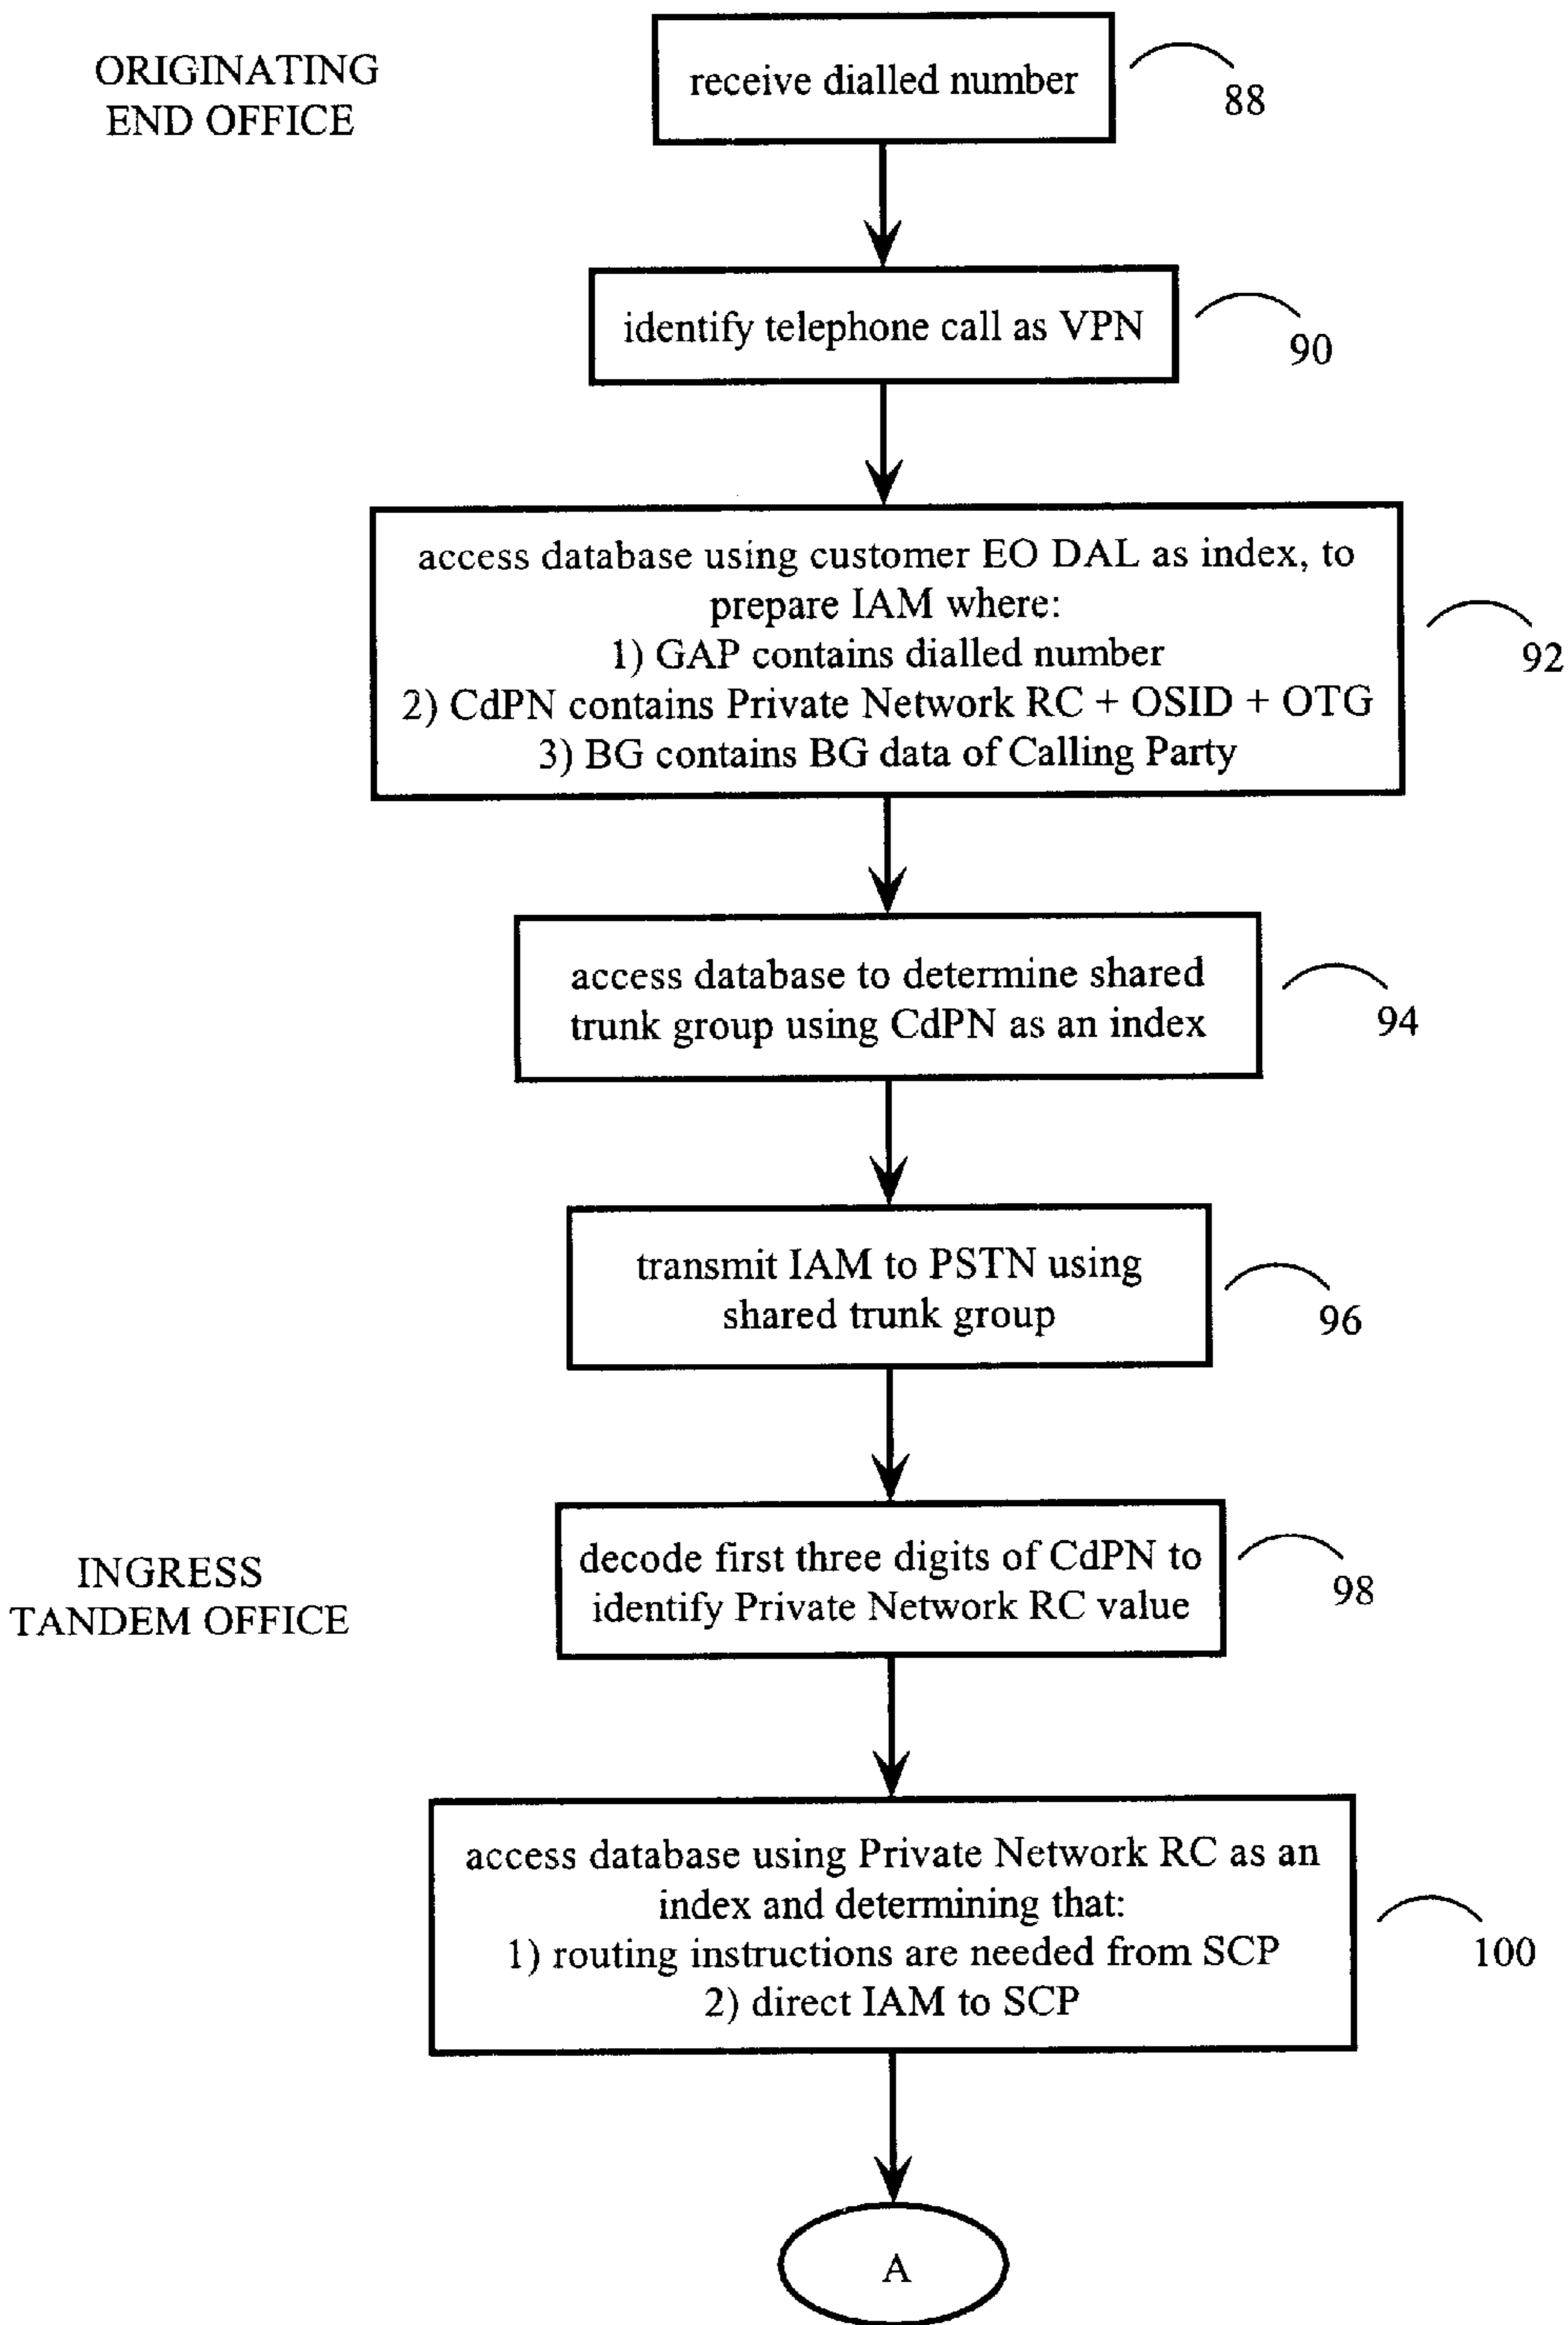 ORIGINATING
END OFFICE
receive dialled number
88
identify telephone call as VPN
90
access database using customer EO DAL as index, to
prepare IAM where:
1) GAP contains dialled number
2) CdPN contains Private Network RC + OSID + OTG
3) BG contains BG data of Calling Party
92
access database to determine shared
trunk group using CdPN as an index
94
transmit IAM to PSTN using
shared trunk group
96
INGRESS
TANDEM OFFICE
decode first three digits of CdPN to
identify Private Network RC value
98
access database using Private Network RC as an
index and determining that:
1) routing instructions are needed from SCP
2) direct IAM to SCP
100
A